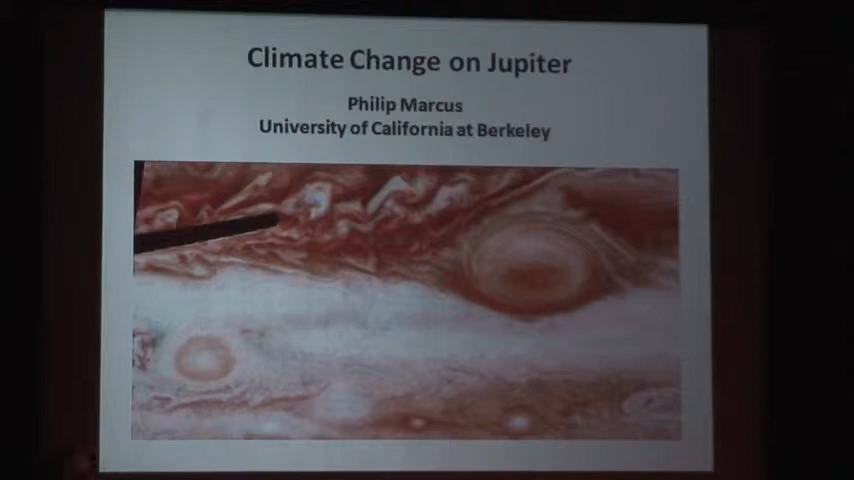 Climate Change on Jupiter
Philip Marcus
University of California at Berkeley